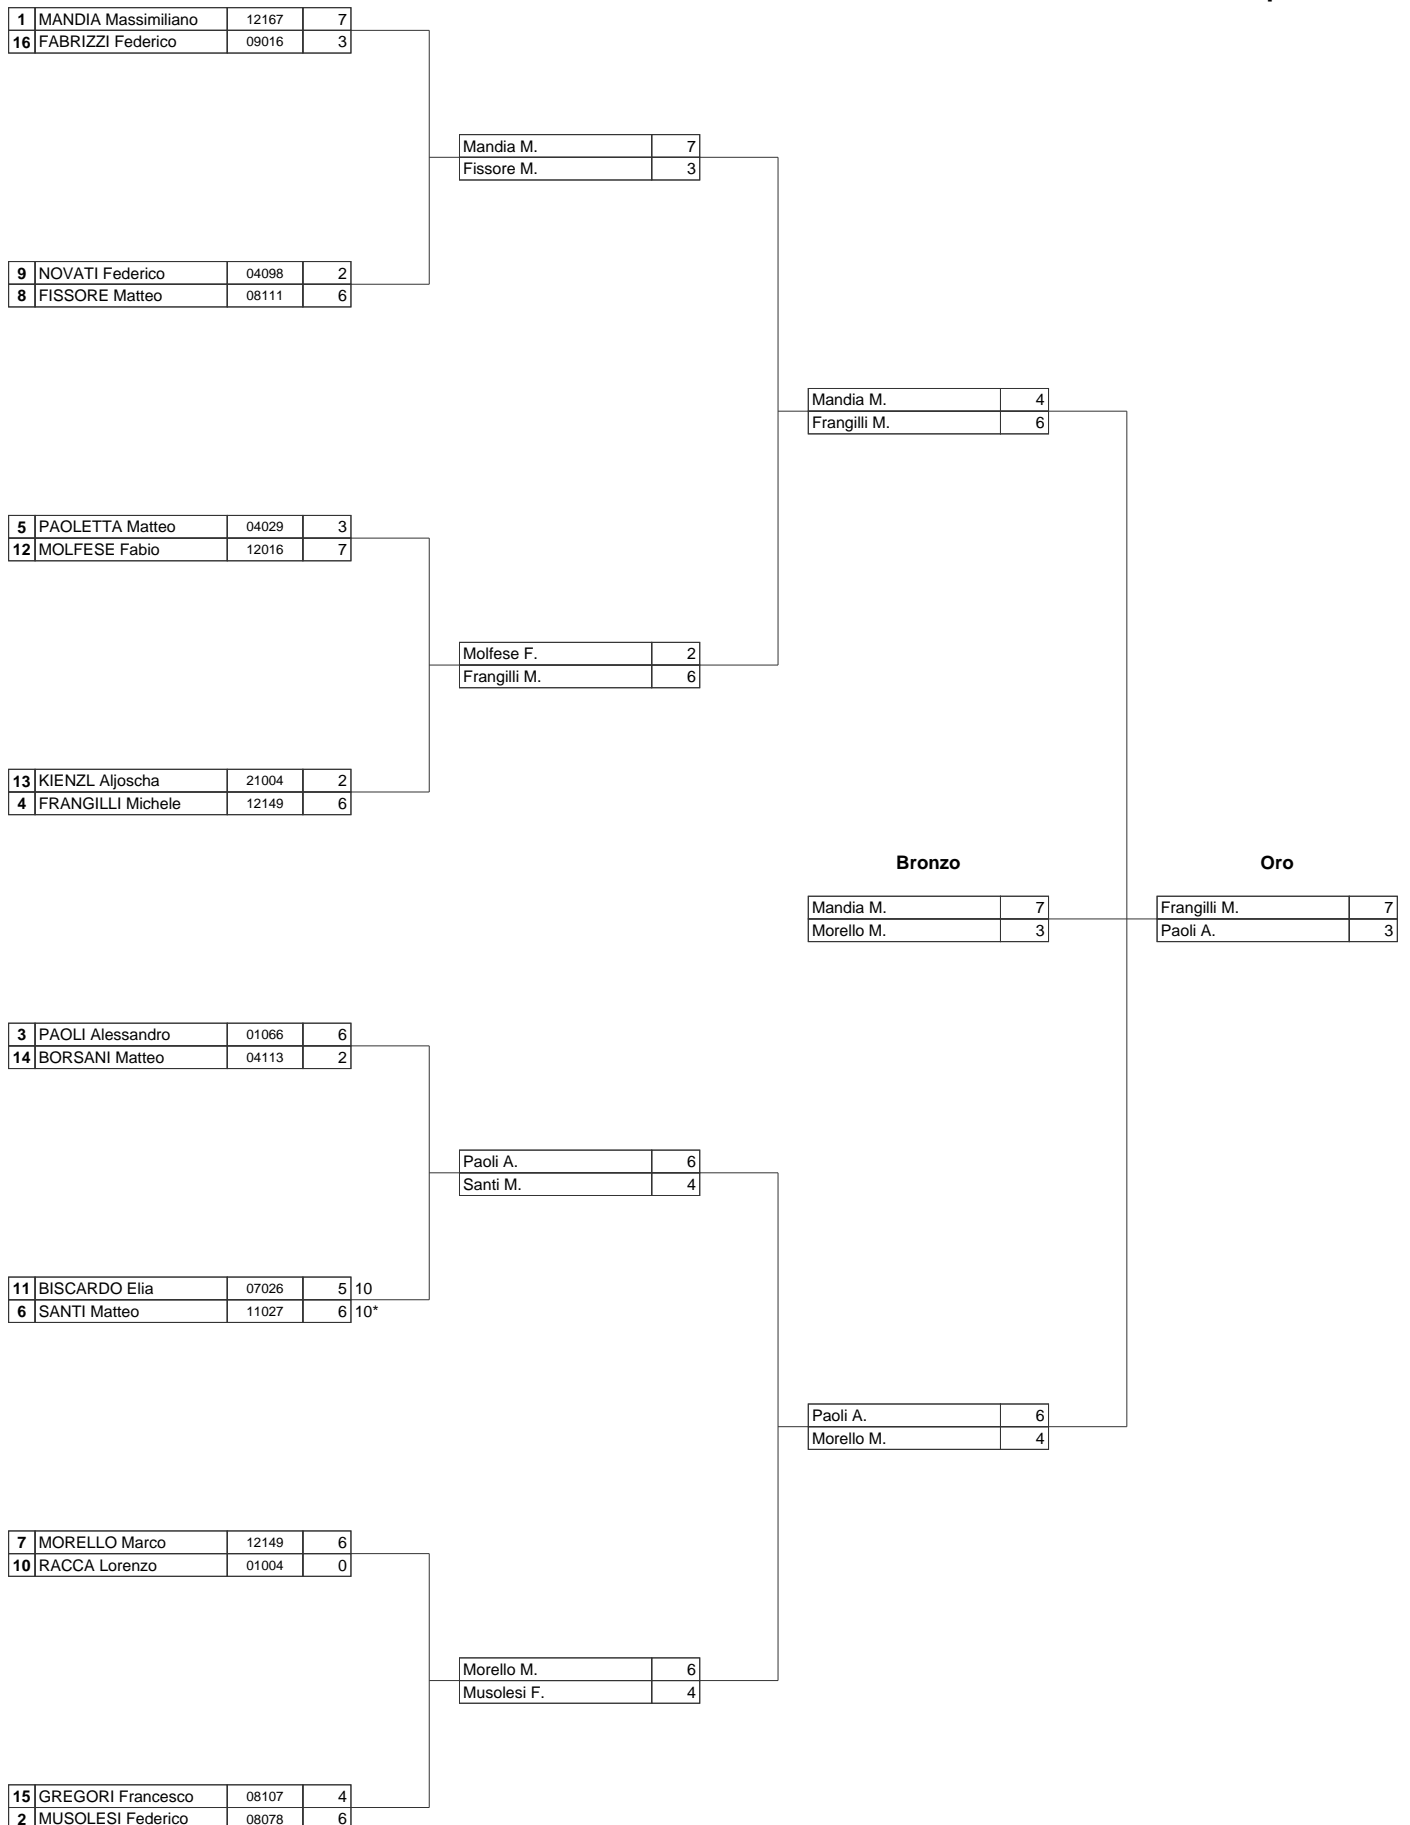 1 MANDIA Massimiliano 12167 7
16 FABRIZZI Federico 09016 3
Mandia M. 7
Fissore M. 3
9 NOVATI Federico 04098 2
8 FISSORE Matteo 08111 6
Mandia M. 4
Frangilli M. 6
5 PAOLETTA Matteo 04029 3
12 MOLFESE Fabio 12016 7
Molfese F. 2
Frangilli M. 6
13 KIENZL Aljoscha 21004 2
4 FRANGILLI Michele 12149 6
Bronzo Oro
Mandia M. 7 Frangilli M. 7
Morello M. 3 Paoli A. 3
3 PAOLI Alessandro 01066 6
14 BORSANI Matteo 04113 2
Paoli A. 6
Santi M. 4
11 BISCARDO Elia 07026 5 10
6 SANTI Matteo 11027 6 10*
Paoli A. 6
Morello M. 4
7 MORELLO Marco 12149 6
10 RACCA Lorenzo 01004 0
Morello M. 6
Musolesi F. 4
15 GREGORI Francesco 08107 4
2 MUSOLESI Federico 08078 6